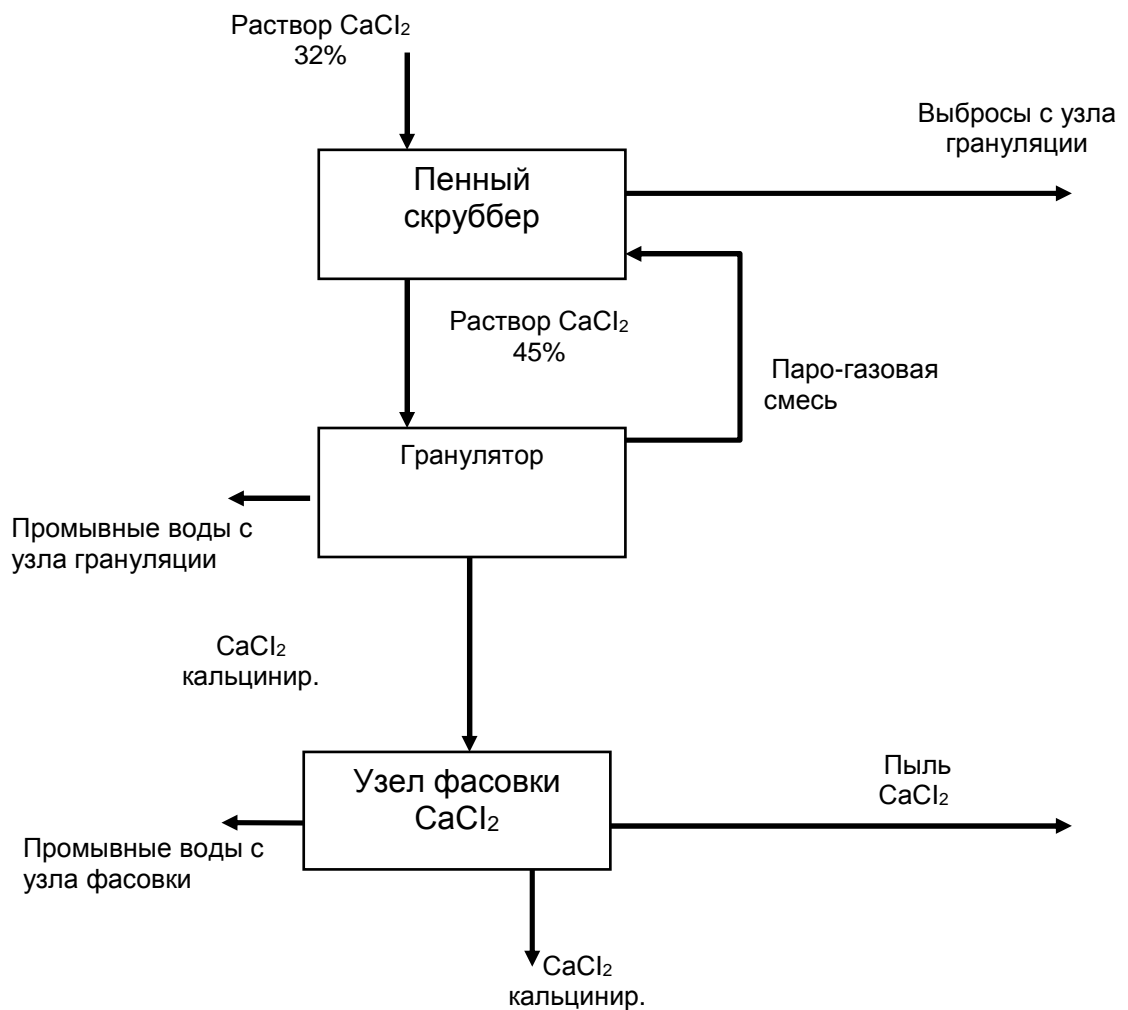 Раствор CaCl₂
32%
Выбросы с узла
грануляции
Пенный
скруббер
Раствор CaCl₂
45%
Паро-газовая
смесь
Гранулятор
Промывные воды с
узла грануляции
CaCl₂
кальцинир.
Узел фасовки
CaCl₂
Пыль
CaCl₂
Промывные воды с
узла фасовки
CaCl₂
кальцинир.